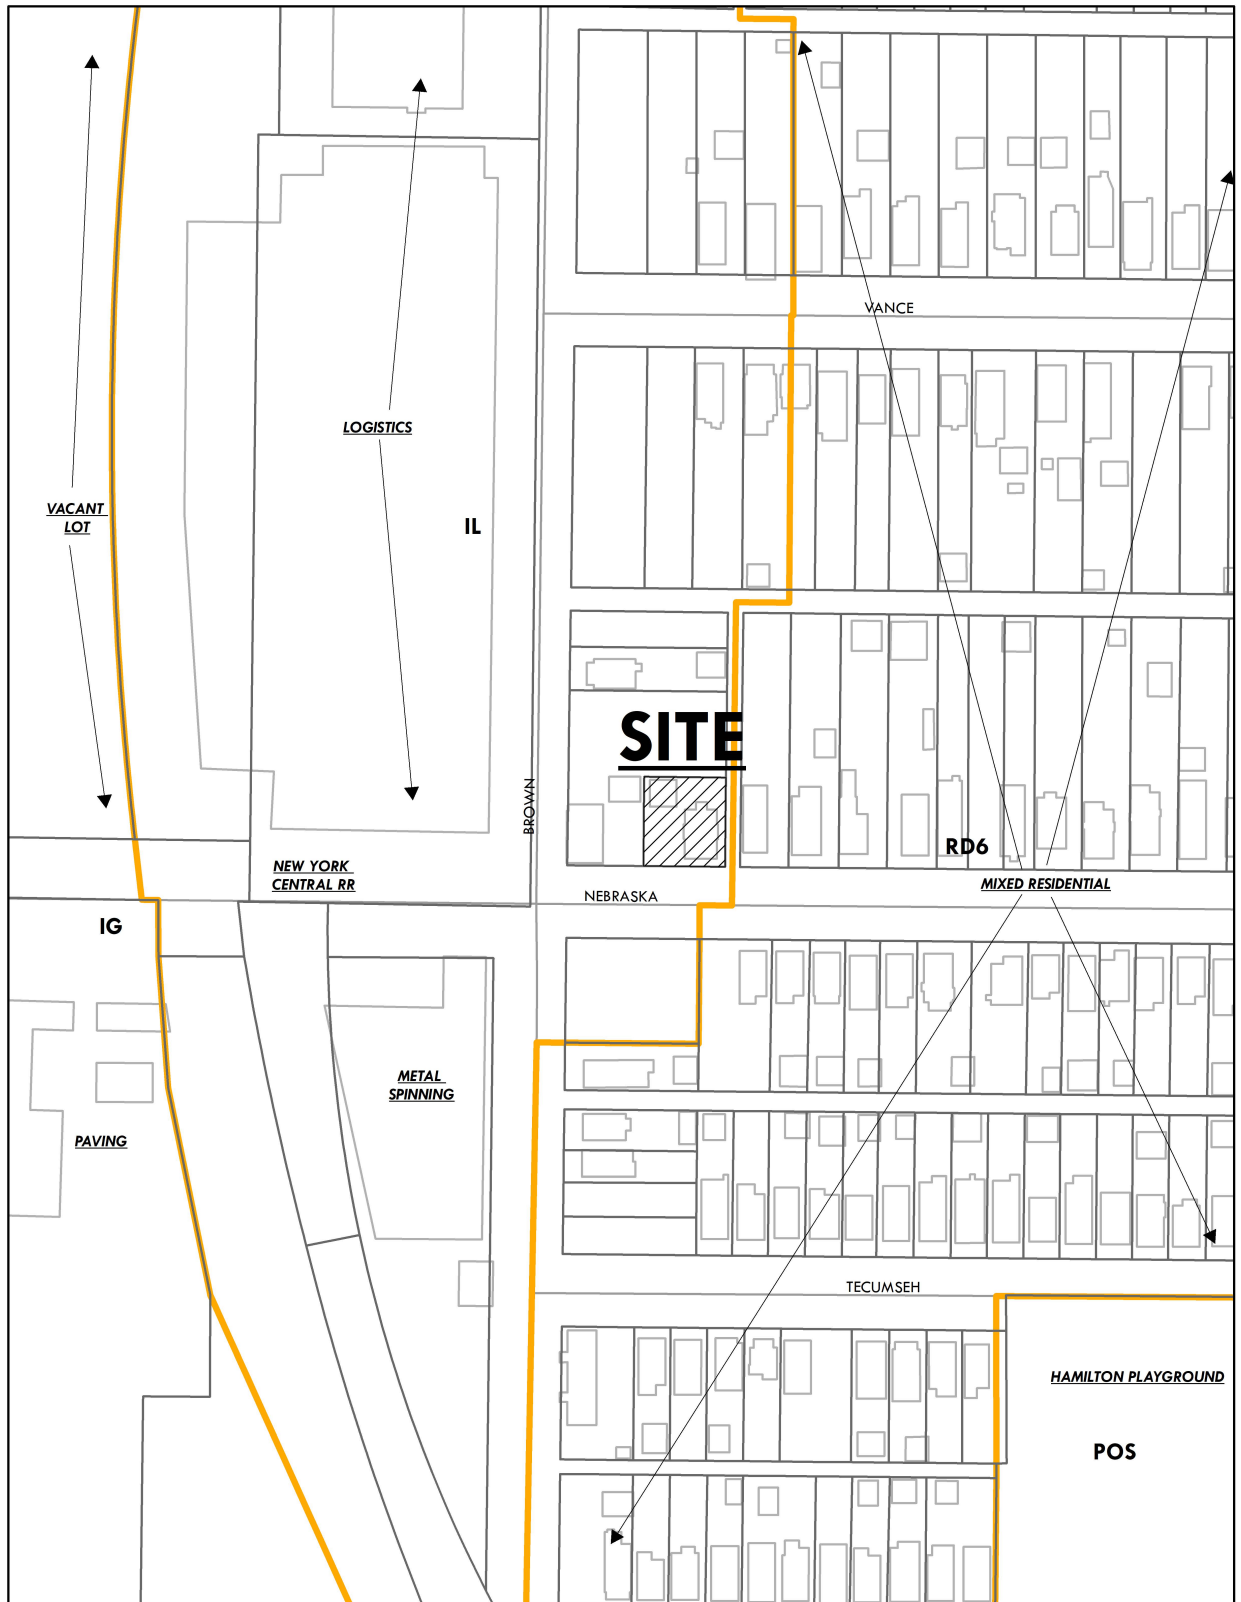 VANCE
LOGISTICS
VACANT
LOT
IL
SITE
BROWN
RD6
NEW YORK
CENTRAL RR
MIXED RESIDENTIAL
NEBRASKA
IG
METAL
SPINNING
PAVING
TECUMSEH
HAMILTON PLAYGROUND
POS